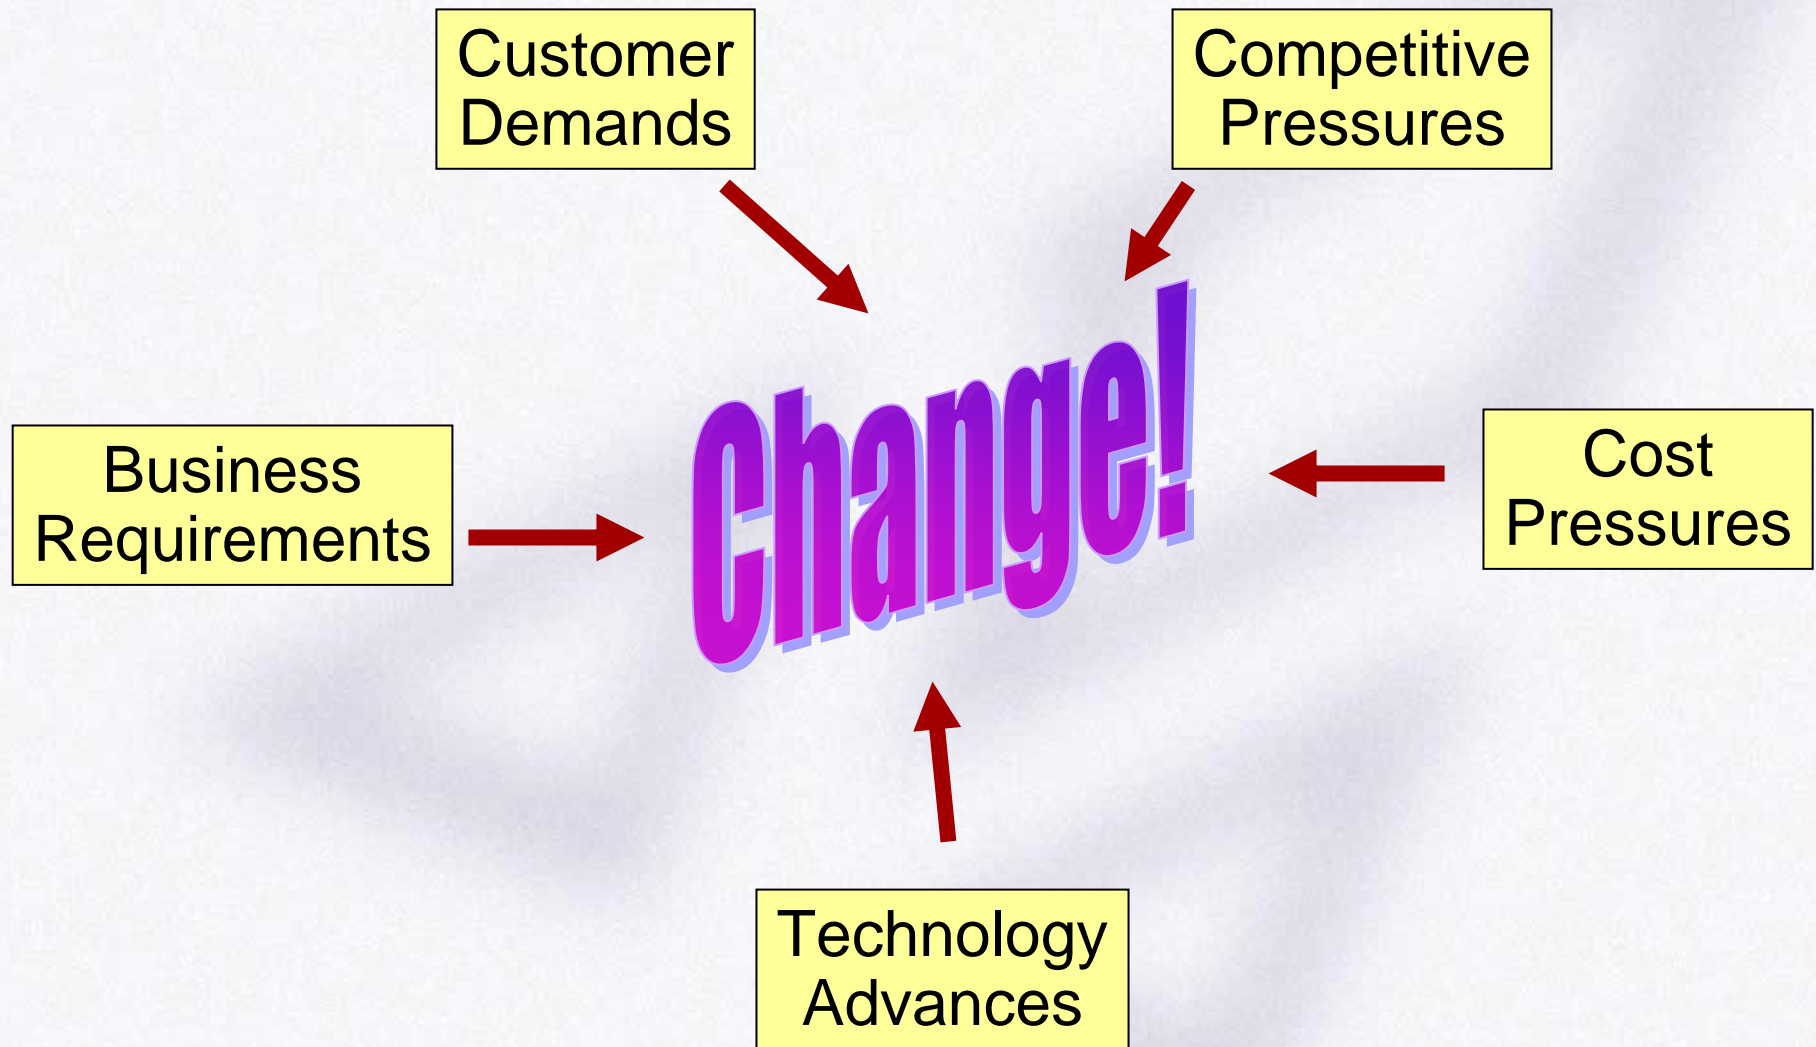 Customer
Demands
Competitive
Pressures
Change!
Business
Requirements
Cost
Pressures
Technology
Advances